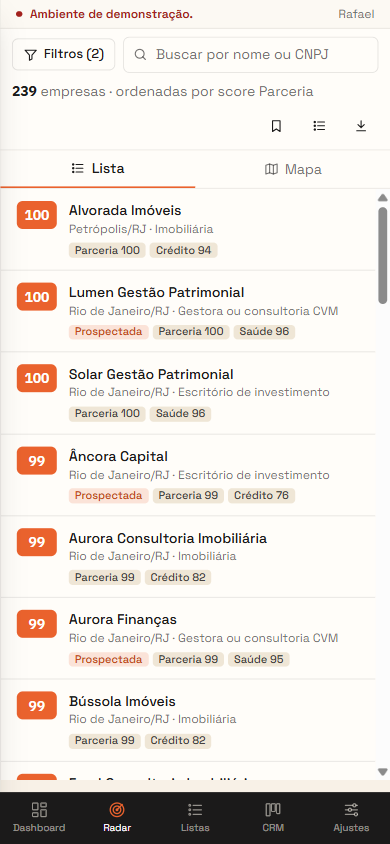 Ambiente de demonstração. Rafael
Filtros (2) Buscar por nome ou CNPJ
239 empresas · ordenadas por score Parceria
Lista Mapa
100 Alvorada Imóveis
Petrópolis/RJ · Imobiliária
Parceria 100 Crédito 94
100 Lumen Gestão Patrimonial
Rio de Janeiro/RJ · Gestora ou consultoria CVM
Prospectada Parceria 100 Saúde 96
100 Solar Gestão Patrimonial
Rio de Janeiro/RJ · Escritório de investimento
Parceria 100 Saúde 96
99 Âncora Capital
Rio de Janeiro/RJ · Escritório de investimento
Prospectada Parceria 99 Crédito 76
99 Aurora Consultoria Imobiliária
Rio de Janeiro/RJ · Imobiliária
Parceria 99 Crédito 82
99 Aurora Finanças
Rio de Janeiro/RJ · Gestora ou consultoria CVM
Prospectada Parceria 99 Saúde 95
99 Bússola Imóveis
Rio de Janeiro/RJ · Imobiliária
Parceria 99 Crédito 82
Dashboard Radar Listas CRM Ajustes